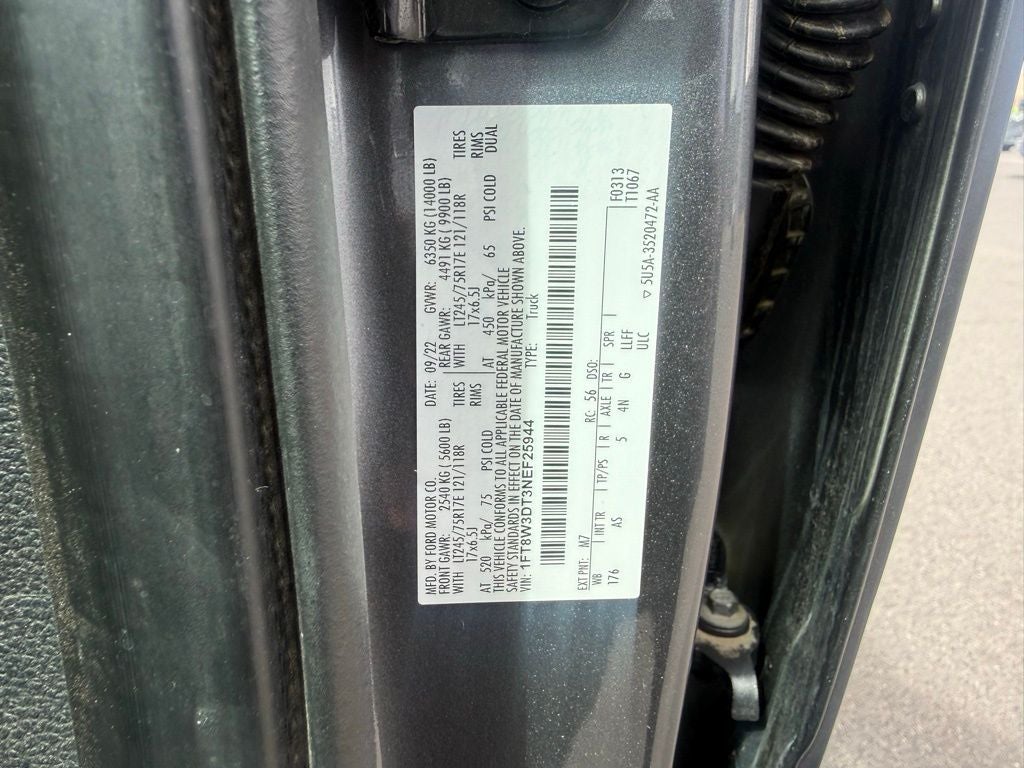 MFD. BY FORD MOTOR CO.
DATE: 09/22 GVWR: 6350 KG (14000 LB)
FRONT GAWR: 2540 KG ( 5600 LB)
REAR GAWR: 4491 KG ( 9900 LB)
WITH LT245/75R17E 121/118R TIRES
WITH LT245/75R17E 121/118R TIRES
17x6.5J RIMS
17x6.5J RIMS
AT 520 kPa/ 75 PSI COLD
AT 450 kPa/ 65 PSI COLD DUAL
THIS VEHICLE CONFORMS TO ALL APPLICABLE FEDERAL MOTOR VEHICLE
SAFETY STANDARDS IN EFFECT ON THE DATE OF MANUFACTURE SHOWN ABOVE.
VIN: 1FT8W3DT3NEF25944
TYPE: Truck
EXT PNT: M7 RC: 56 DSO: F0313
WB INT TR TP/PS R AXLE TR SPR T1067
176 AS 5 4N G LLFF
ULC 5U5A-3520472-AA